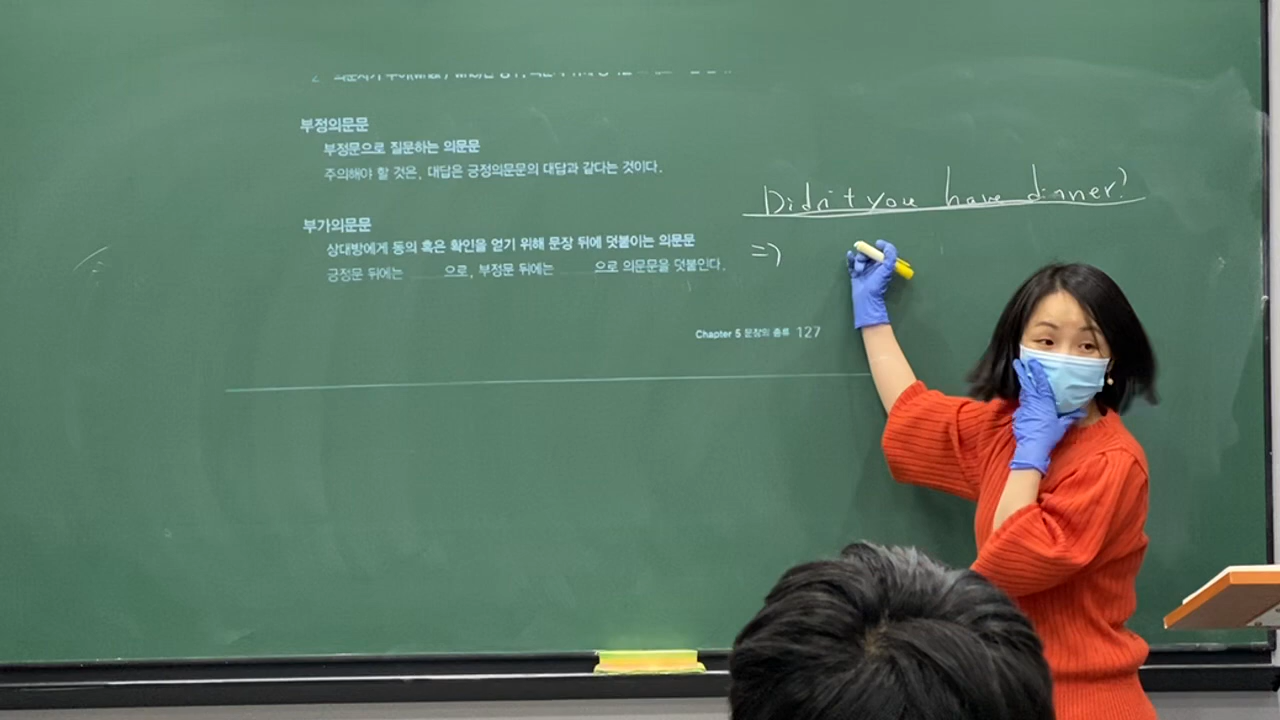 부정의문문
부정문으로 질문하는 의문문
주의해야 할 것은, 대답은 긍정의문문의 대답과 같다는 것이다.
부가의문문
상대방에게 동의 혹은 확인을 얻기 위해 문장 뒤에 덧붙이는 의문문
긍정문 뒤에는 으로, 부정문 뒤에는 으로 의문문을 덧붙인다.
Chapter 5 문장의 종류 127
Didn't you have dinner?
=>